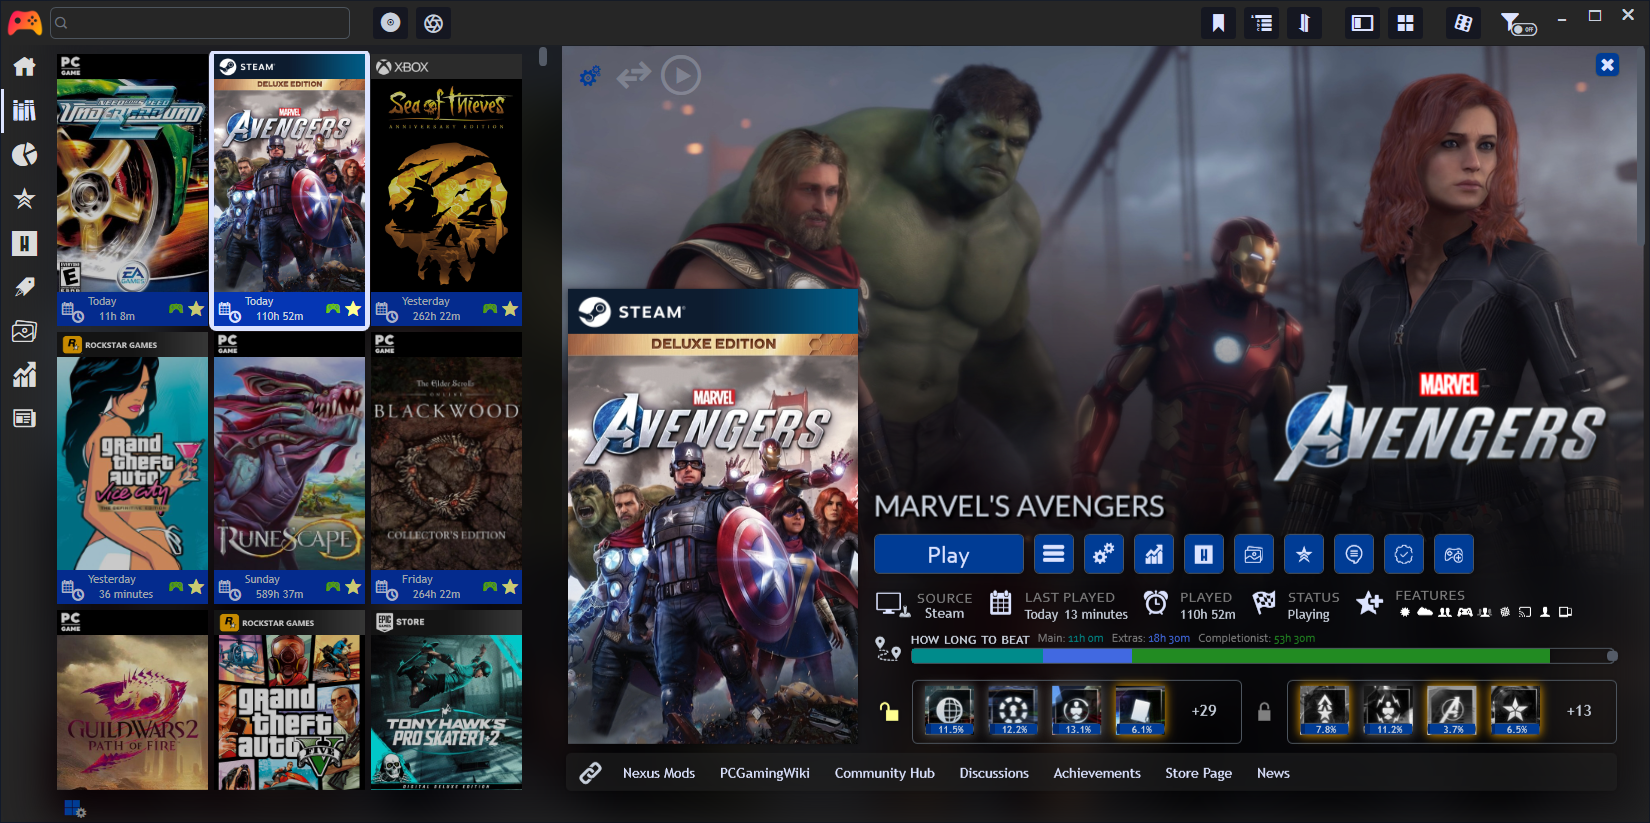 OFF
PC
GAME
NEED FOR SPEED
UNDERGROUND
2
EA
GAMES
Today
11h 8m
STEAM
DELUXE EDITION
MARVEL
AVENGERS
Today
110h 52m
XBOX
Sea of Thieves
ANNIVERSARY EDITION
Yesterday
262h 22m
ROCKSTAR GAMES
grand
theft
auto
vice city
THE DEFINITIVE EDITION
Yesterday
36 minutes
PC
GAME
RUNESCAPE
Sunday
589h 37m
PC
GAME
The Elder Scrolls
ONLINE
BLACKWOOD
COLLECTOR'S EDITION
Friday
264h 22m
PC
GAME
GUILD WARS 2
PATH OF FIRE
ROCKSTAR GAMES
grand
theft
auto
FIVE
EPIC
GAMES
STORE
TONY HAWK'S
PRO SKATER 1+2
DIGITAL DELUXE EDITION
STEAM
DELUXE EDITION
MARVEL
AVENGERS
MARVEL
AVENGERS
MARVEL'S AVENGERS
Play
SOURCE
Steam
LAST PLAYED
Today 13 minutes
PLAYED
110h 52m
STATUS
Playing
FEATURES
HOW LONG TO BEAT Main: 11h 0m Extras: 18h 30m Completionist: 53h 30m
11.5% 12.2% 13.1% 6.1% +29
7.8% 11.2% 3.7% 6.5% +13
Nexus Mods PCGamingWiki Community Hub Discussions Achievements Store Page News